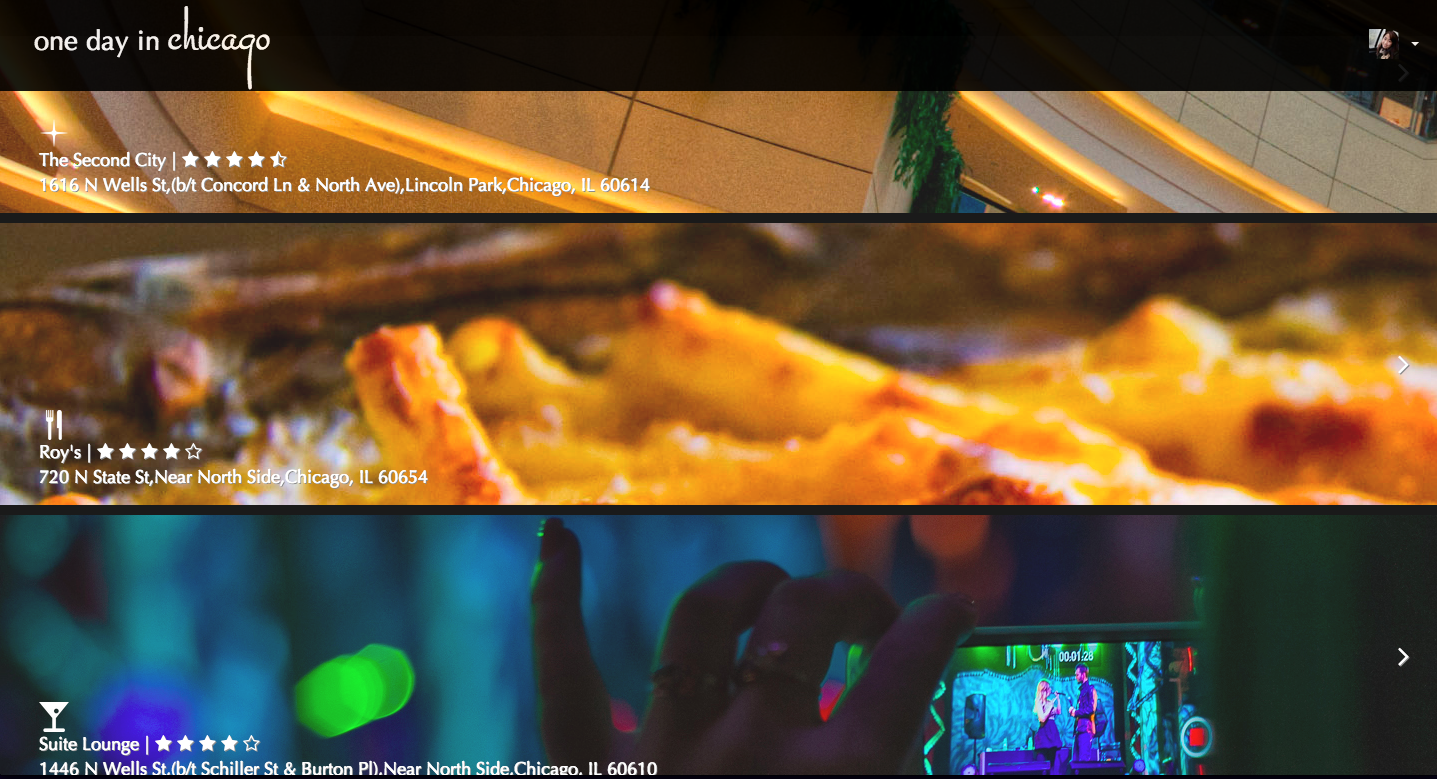 one day in chicago
The Second City |
1616 N Wells St,(b/t Concord Ln & North Ave),Lincoln Park,Chicago, IL 60614
Roy's |
720 N State St,Near North Side,Chicago, IL 60654
00:01:28
Suite Lounge |
1446 N Wells St,(b/t Schiller St & Burton Pl),Near North Side,Chicago, IL 60610